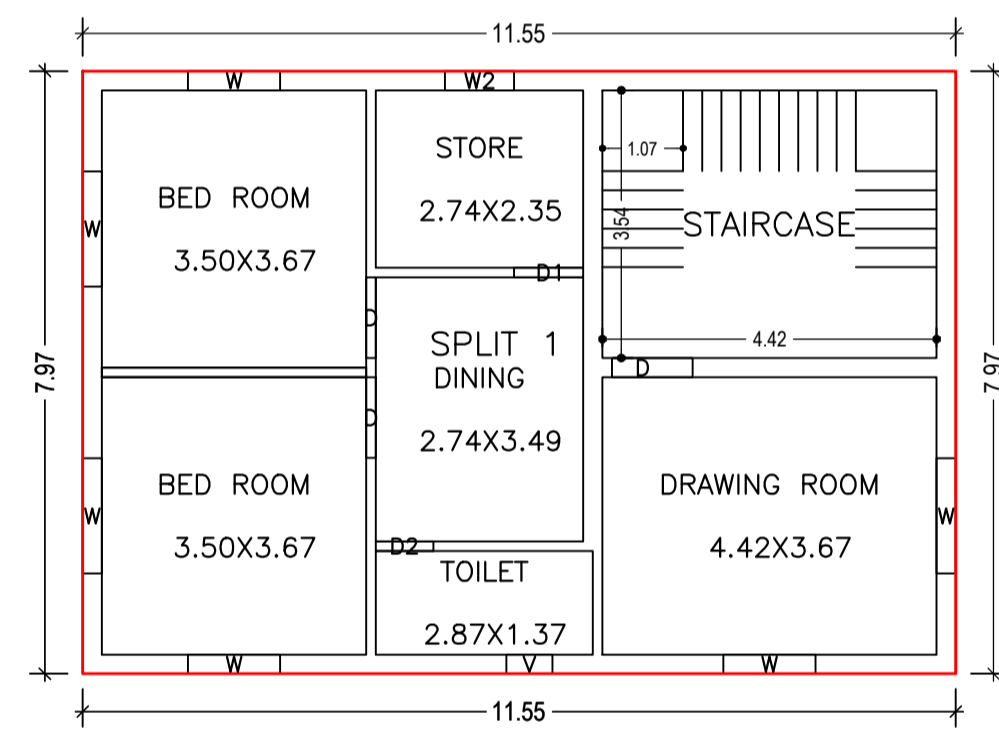 11.55
W
W2
STORE
2.74X2.35
1.07
3.54
STAIRCASE
4.42
BED ROOM
3.50X3.67
W
D1
D
SPLIT 1
DINING
2.74X3.49
D
D
7.97
7.97
BED ROOM
3.50X3.67
W
DRAWING ROOM
4.42X3.67
W
D2
TOILET
2.87X1.37
W
V
W
11.55